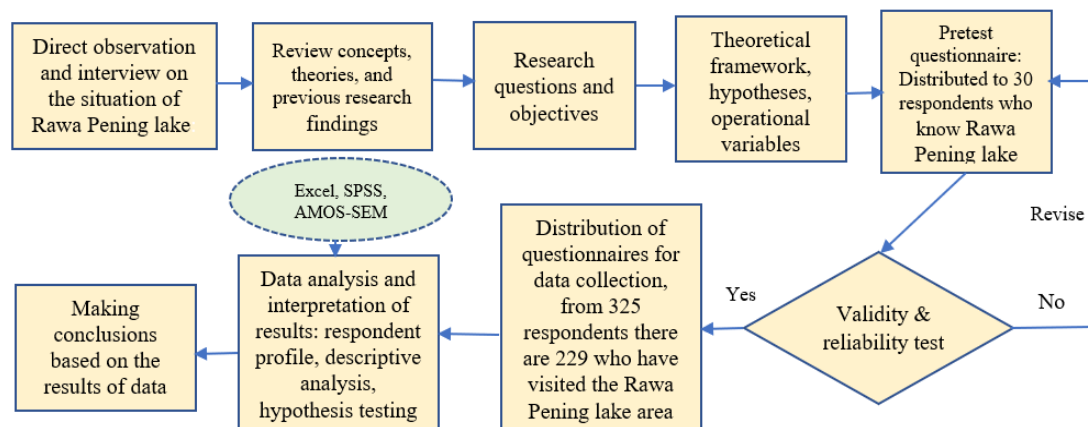 Direct observation
and interview on
the situation of
Rawa Pening lake
Review concepts,
theories, and
previous research
findings
Research
questions and
objectives
Theoretical
framework,
hypotheses,
operational
variables
Pretest
questionnaire:
Distributed to 30
respondents who
know Rawa
Pening lake
Revise
Validity &
reliability test
No
Yes
Distribution of
questionnaires for
data collection,
from 325
respondents there
are 229 who have
visited the Rawa
Pening lake area
Excel, SPSS,
AMOS-SEM
Data analysis and
interpretation of
results: respondent
profile, descriptive
analysis,
hypothesis testing
Making
conclusions
based on the
results of data